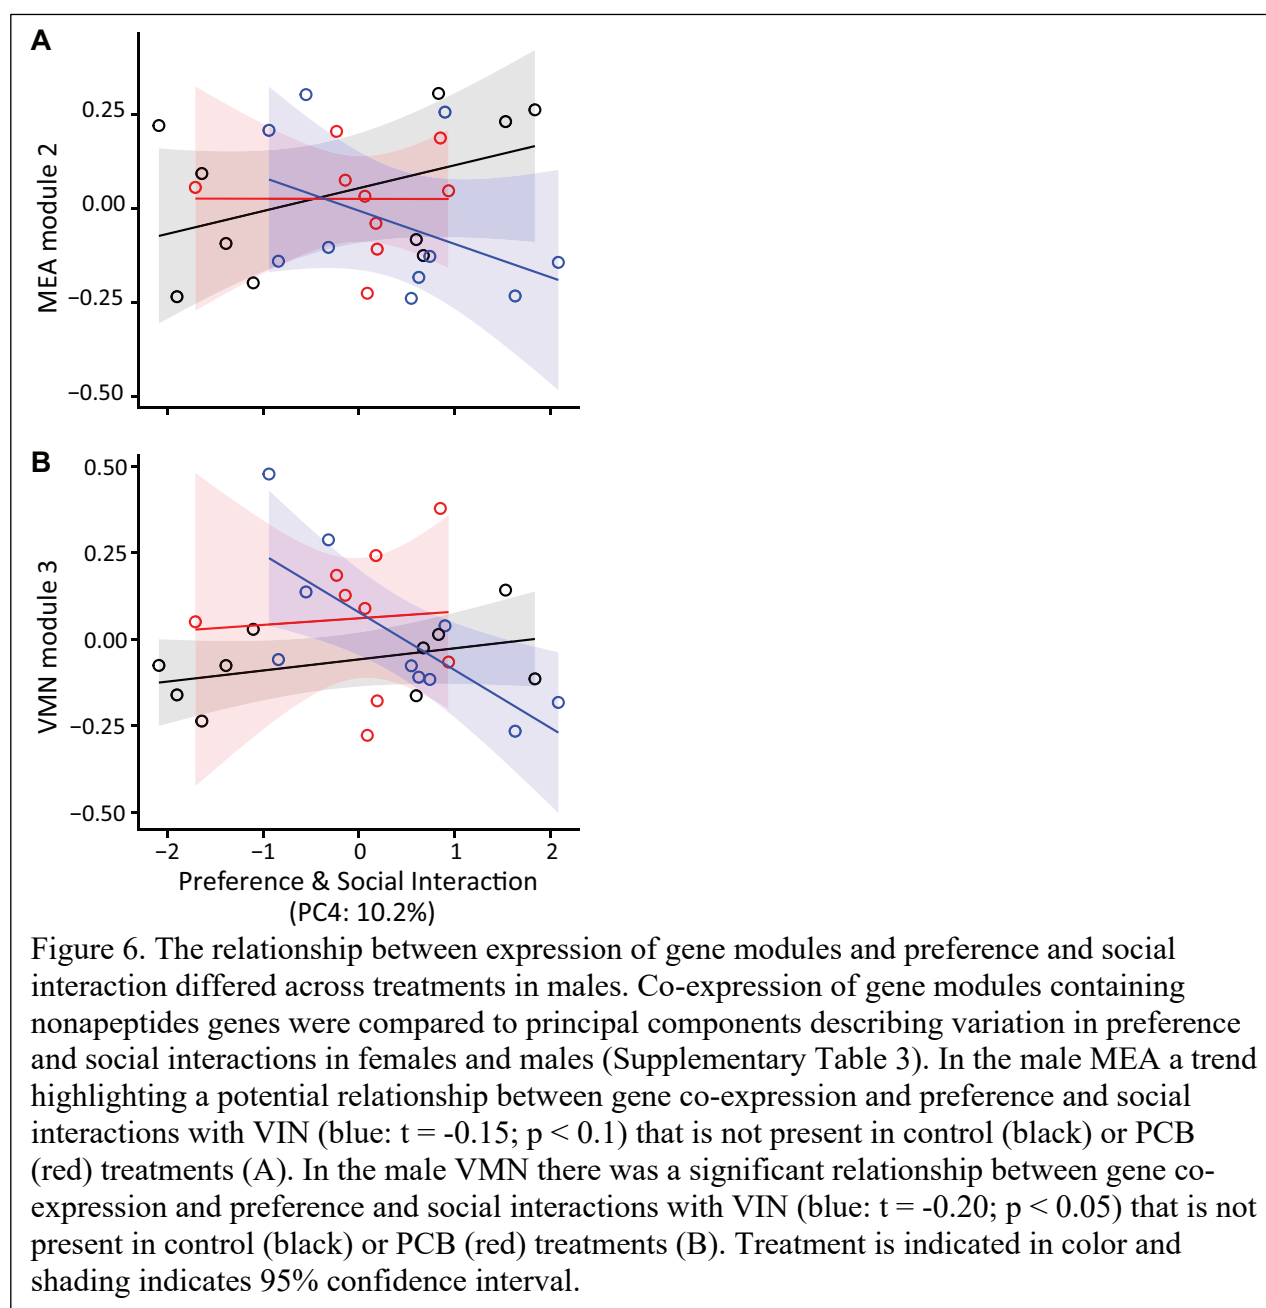 A
0.25
0.00
−0.25
−0.50
MEA module 2
B
0.50
0.25
0.00
−0.25
−0.50
VMN module 3
−2 −1 0 1 2
Preference & Social Interaction
(PC4: 10.2%)
Figure 6. The relationship between expression of gene modules and preference and social
interaction differed across treatments in males. Co-expression of gene modules containing
nonapeptides genes were compared to principal components describing variation in preference
and social interactions in females and males (Supplementary Table 3). In the male MEA a trend
highlighting a potential relationship between gene co-expression and preference and social
interactions with VIN (blue: t = -0.15; p < 0.1) that is not present in control (black) or PCB
(red) treatments (A). In the male VMN there was a significant relationship between gene co-
expression and preference and social interactions with VIN (blue: t = -0.20; p < 0.05) that is not
present in control (black) or PCB (red) treatments (B). Treatment is indicated in color and
shading indicates 95% confidence interval.